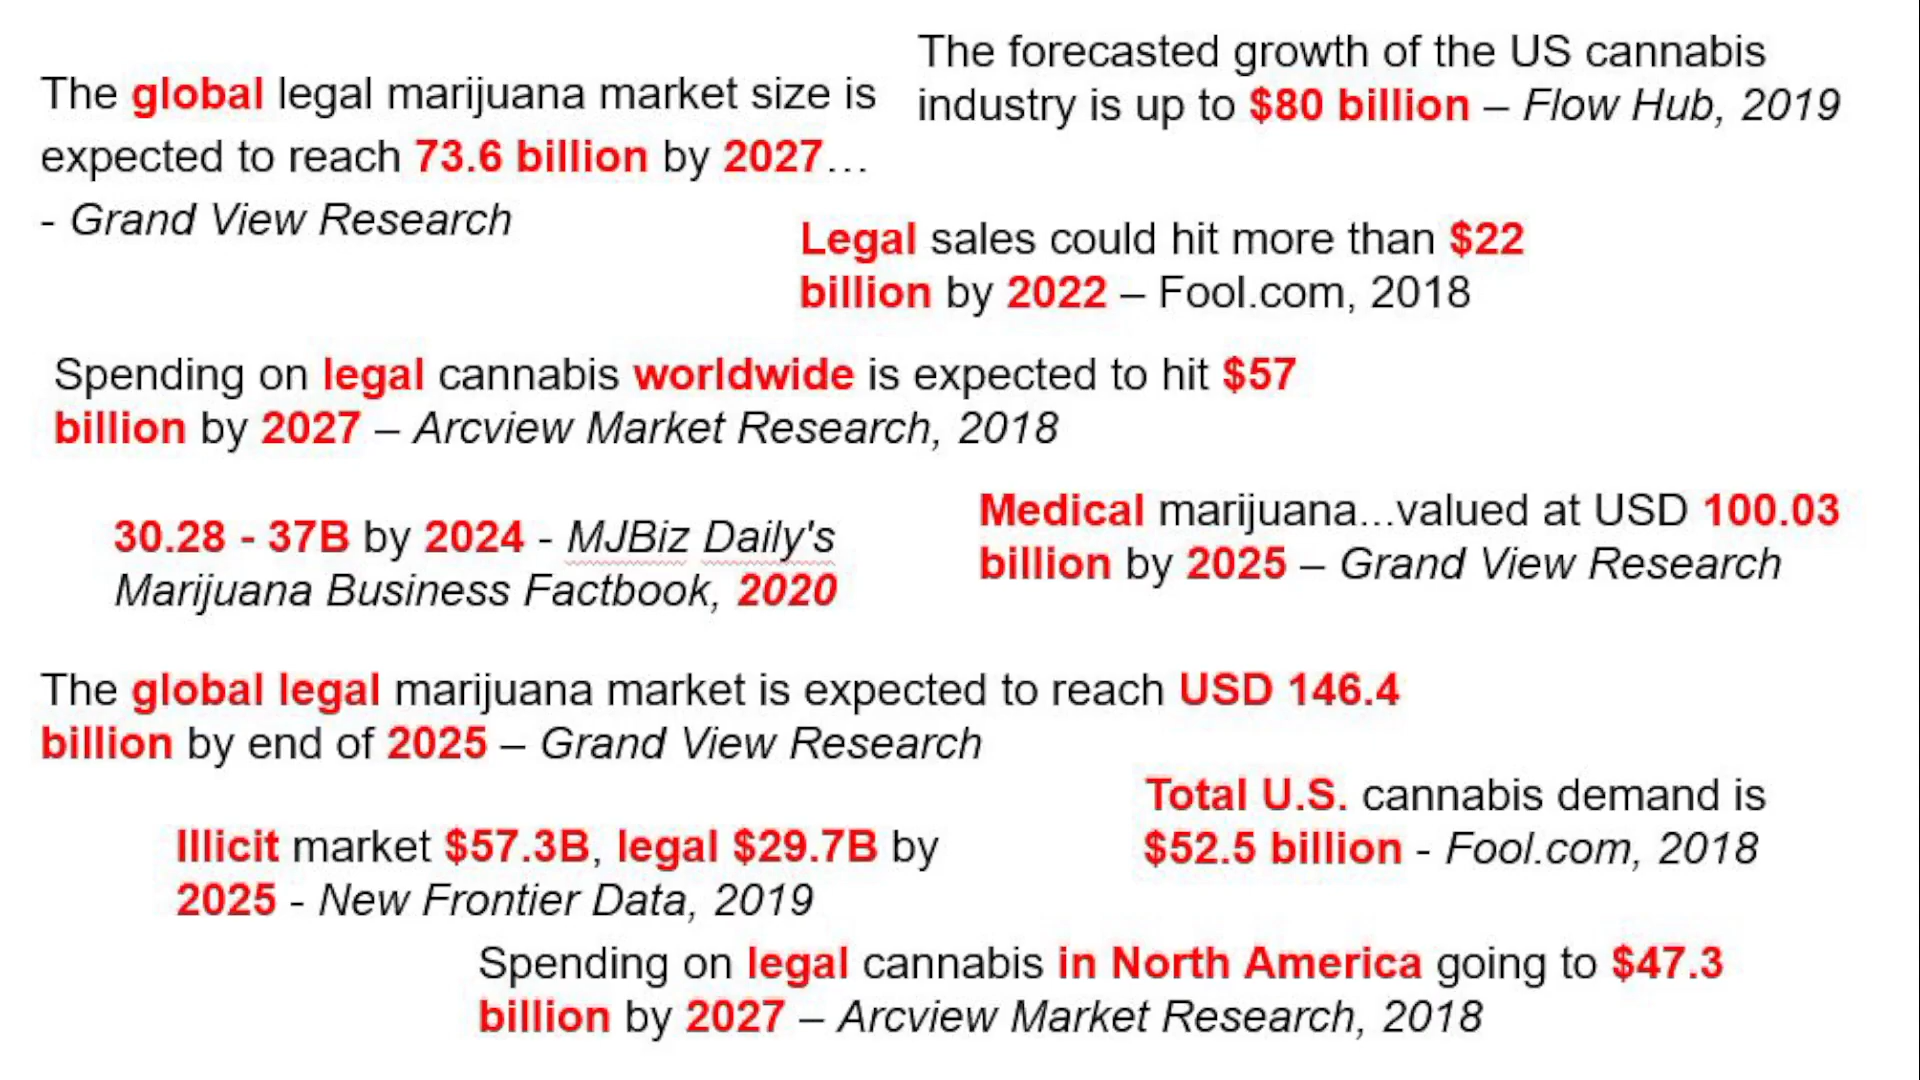 The global legal marijuana market size is
expected to reach 73.6 billion by 2027…
- Grand View Research
The forecasted growth of the US cannabis
industry is up to $80 billion – Flow Hub, 2019
Legal sales could hit more than $22
billion by 2022 – Fool.com, 2018
Spending on legal cannabis worldwide is expected to hit $57
billion by 2027 – Arcview Market Research, 2018
30.28 - 37B by 2024 - MJBiz Daily's
Marijuana Business Factbook, 2020
Medical marijuana...valued at USD 100.03
billion by 2025 – Grand View Research
The global legal marijuana market is expected to reach USD 146.4
billion by end of 2025 – Grand View Research
Total U.S. cannabis demand is
$52.5 billion - Fool.com, 2018
Illicit market $57.3B, legal $29.7B by
2025 - New Frontier Data, 2019
Spending on legal cannabis in North America going to $47.3
billion by 2027 – Arcview Market Research, 2018